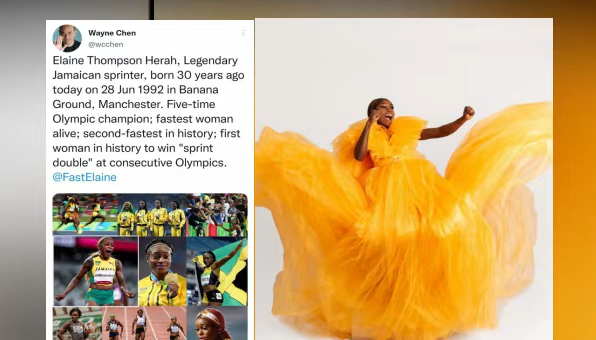 Wayne Chen
@wcchen
Elaine Thompson Herah, Legendary
Jamaican sprinter, born 30 years ago
today on 28 Jun 1992 in Banana
Ground, Manchester. Five-time
Olympic champion; fastest woman
alive; second-fastest in history; first
woman in history to win "sprint
double" at consecutive Olympics.
@FastElaine
JAMAICA